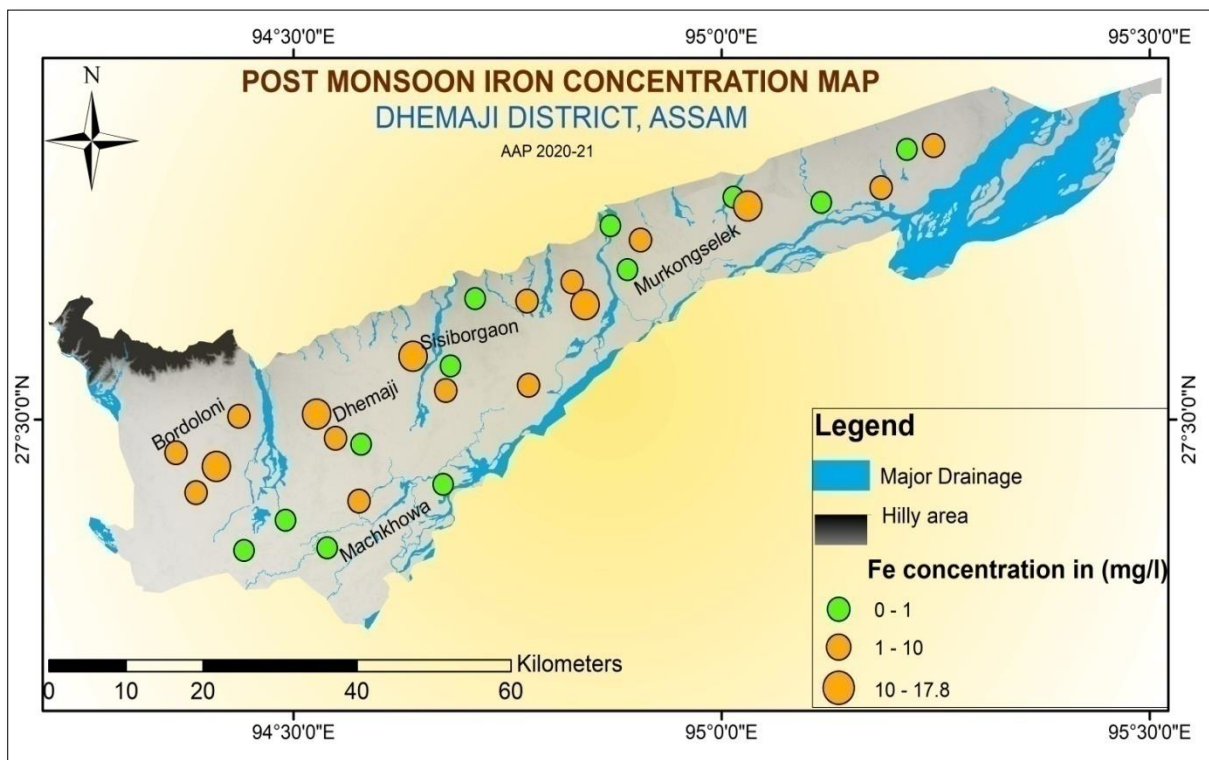 94°30'0"E
95°0'0"E
95°30'0"E
N
POST MONSOON IRON CONCENTRATION MAP
DHEMAJI DISTRICT, ASSAM
AAP 2020-21
Murkongselek
Sisiborgaon
Dhemaji
Bordoloni
Machkhowa
27°30'0"N
27°30'0"N
Legend
Major Drainage
Hilly area
Fe concentration in (mg/l)
0 - 1
1 - 10
10 - 17.8
Kilometers
0 10 20 40 60
94°30'0"E
95°0'0"E
95°30'0"E